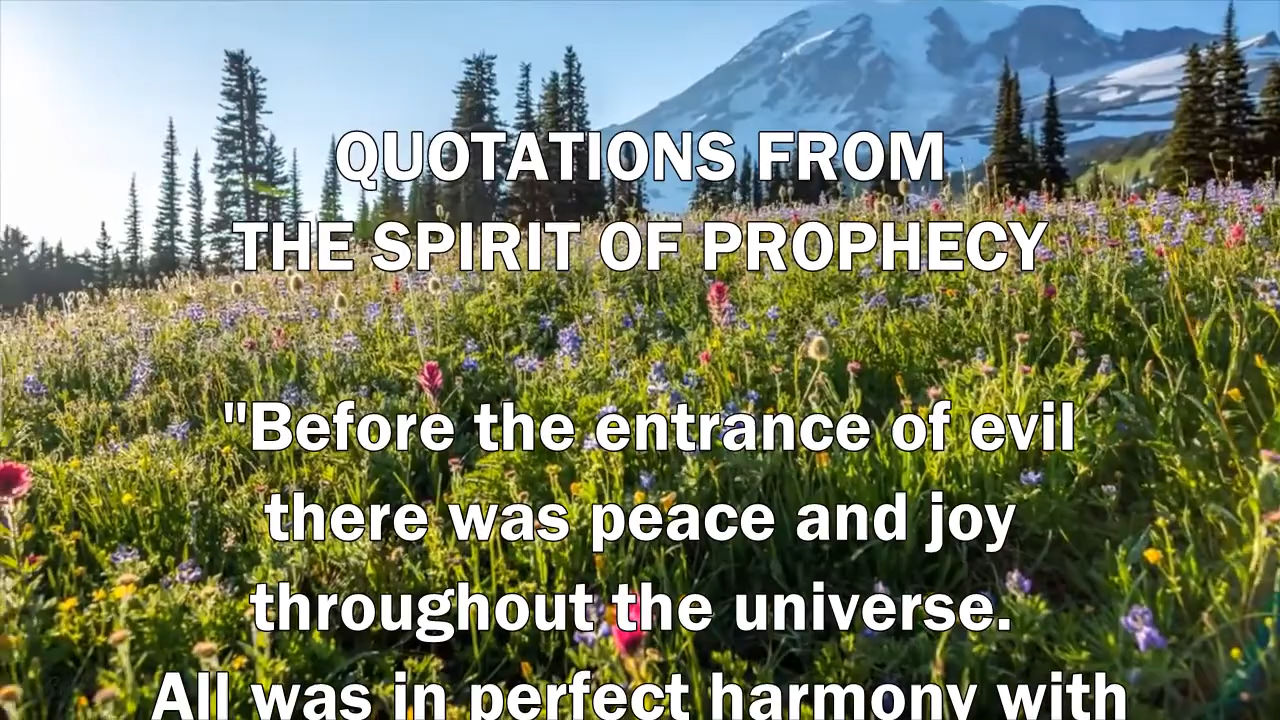 QUOTATIONS FROM
THE SPIRIT OF PROPHECY
"Before the entrance of evil
there was peace and joy
throughout the universe.
All was in perfect harmony with